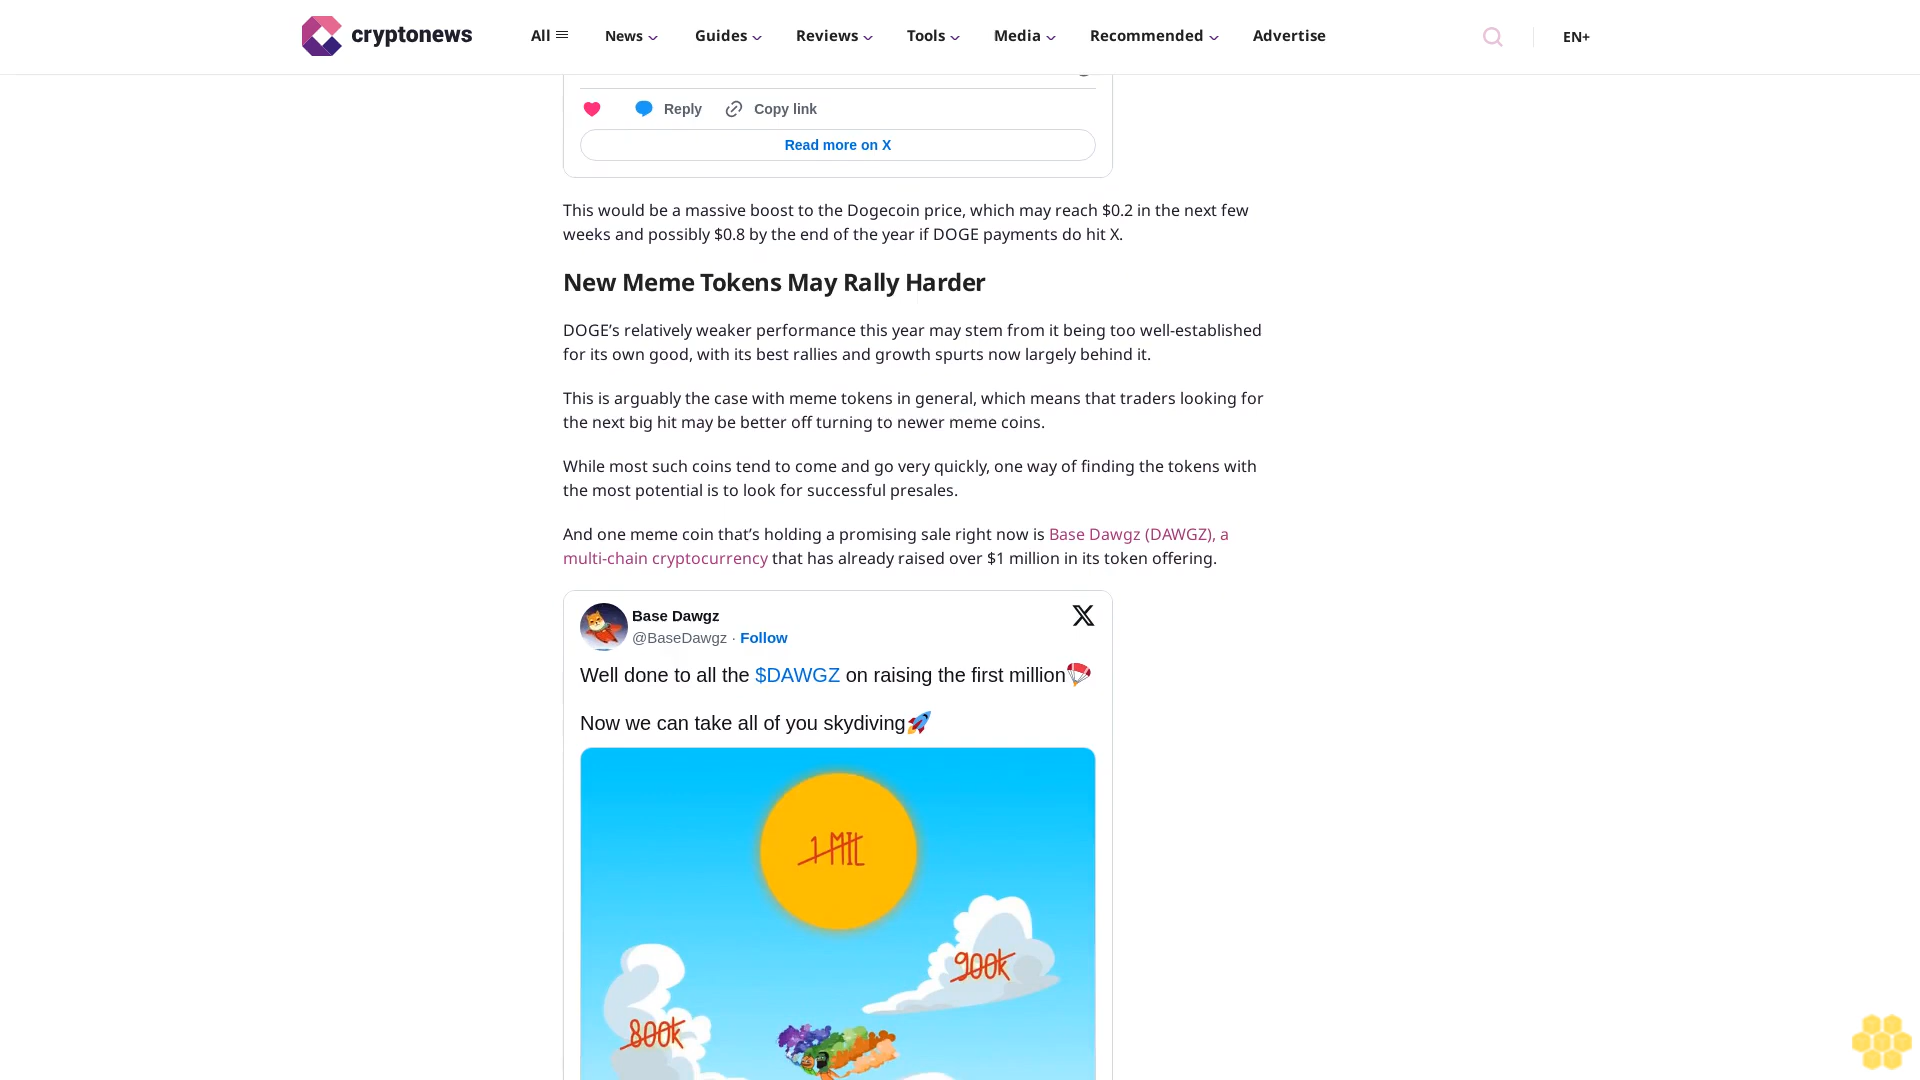 cryptonews
All
News
Guides
Reviews
Tools
Media
Recommended
Advertise
EN+
Reply
Copy link
Read more on X
This would be a massive boost to the Dogecoin price, which may reach $0.2 in the next few
weeks and possibly $0.8 by the end of the year if DOGE payments do hit X.
New Meme Tokens May Rally Harder
DOGE’s relatively weaker performance this year may stem from it being too well-established
for its own good, with its best rallies and growth spurts now largely behind it.
This is arguably the case with meme tokens in general, which means that traders looking for
the next big hit may be better off turning to newer meme coins.
While most such coins tend to come and go very quickly, one way of finding the tokens with
the most potential is to look for successful presales.
And one meme coin that’s holding a promising sale right now is Base Dawgz (DAWGZ), a
multi-chain cryptocurrency that has already raised over $1 million in its token offering.
Base Dawgz
@BaseDawgz · Follow
Well done to all the $DAWGZ on raising the first million🪂
Now we can take all of you skydiving🚀
1 MIL
900k
800k